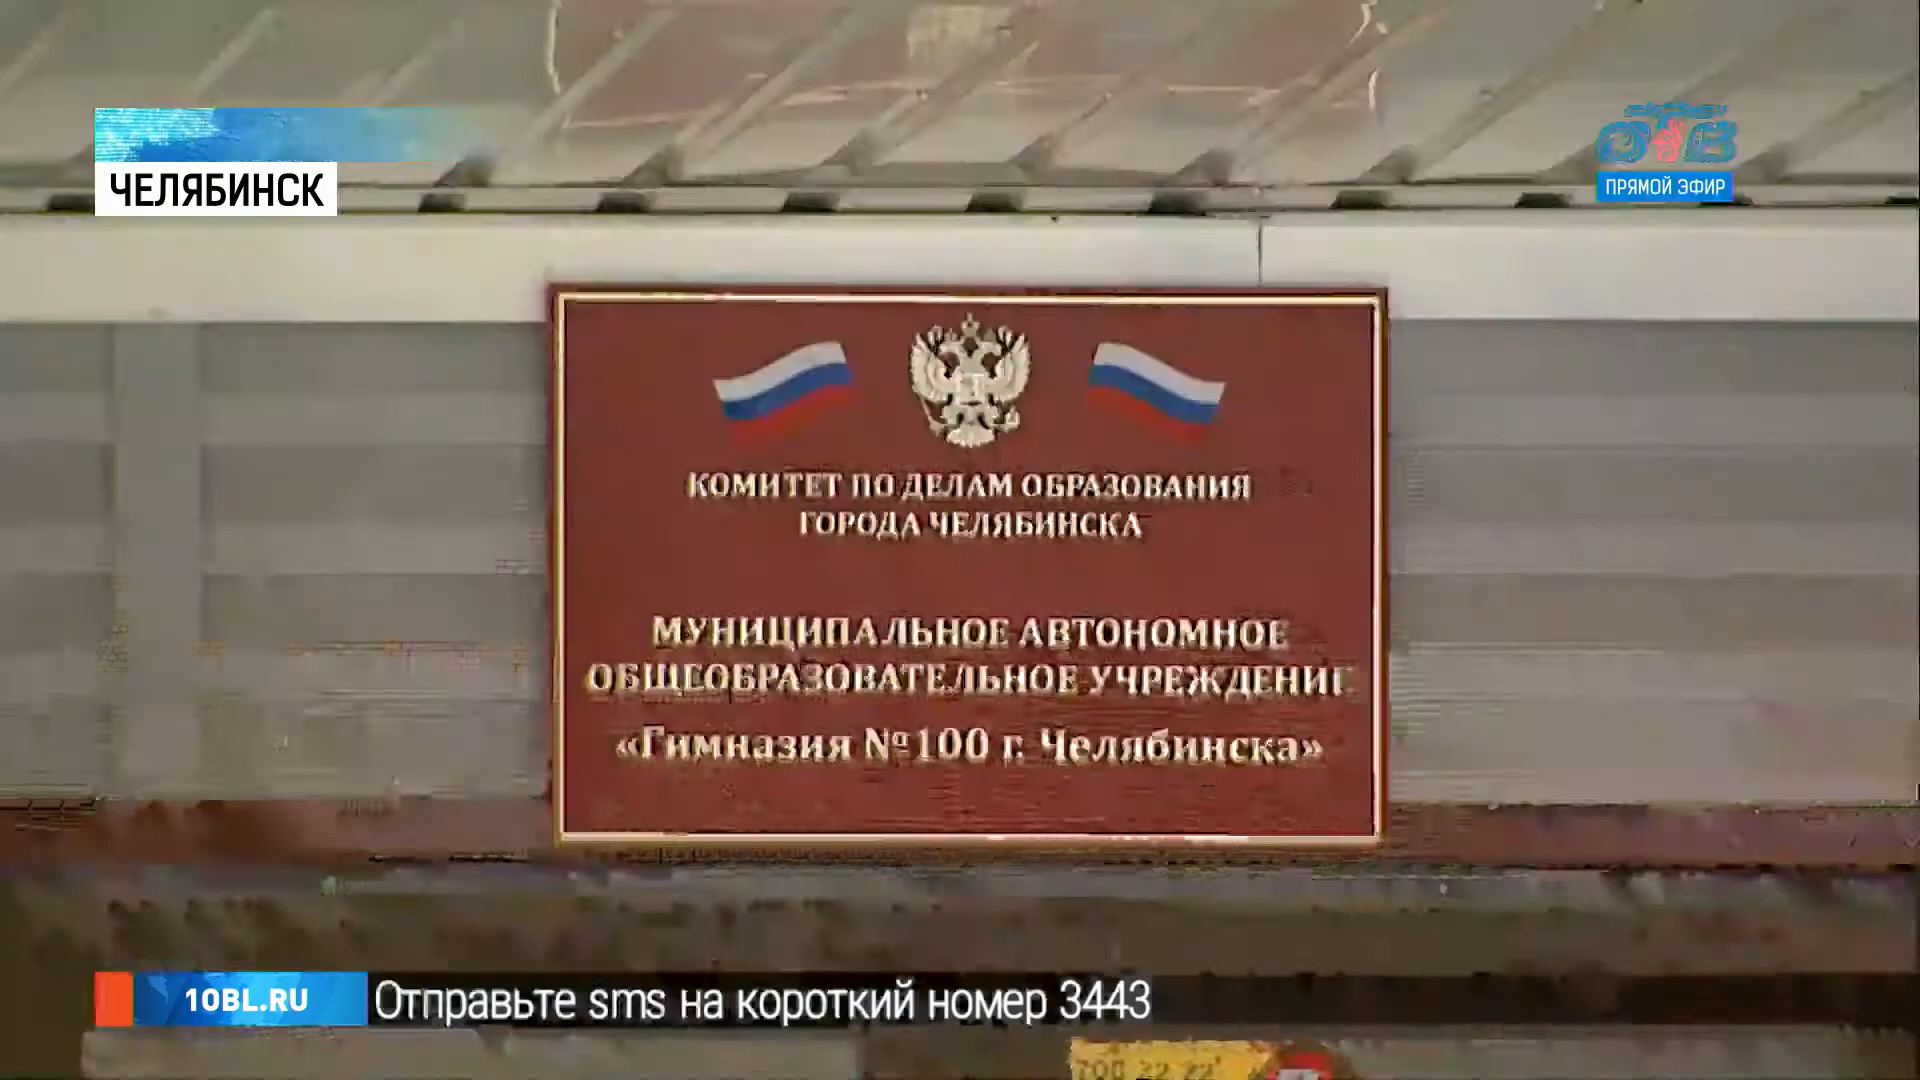 ЧЕЛЯБИНСК
ОТВ
ПРЯМОЙ ЭФИР
КОМИТЕТ ПО ДЕЛАМ ОБРАЗОВАНИЯ
ГОРОДА ЧЕЛЯБИНСКА
МУНИЦИПАЛЬНОЕ АВТОНОМНОЕ
ОБЩЕОБРАЗОВАТЕЛЬНОЕ УЧРЕЖДЕНИЕ
«Гимназия №100 г. Челябинска»
10BL.RU
Отправьте sms на короткий номер 3443